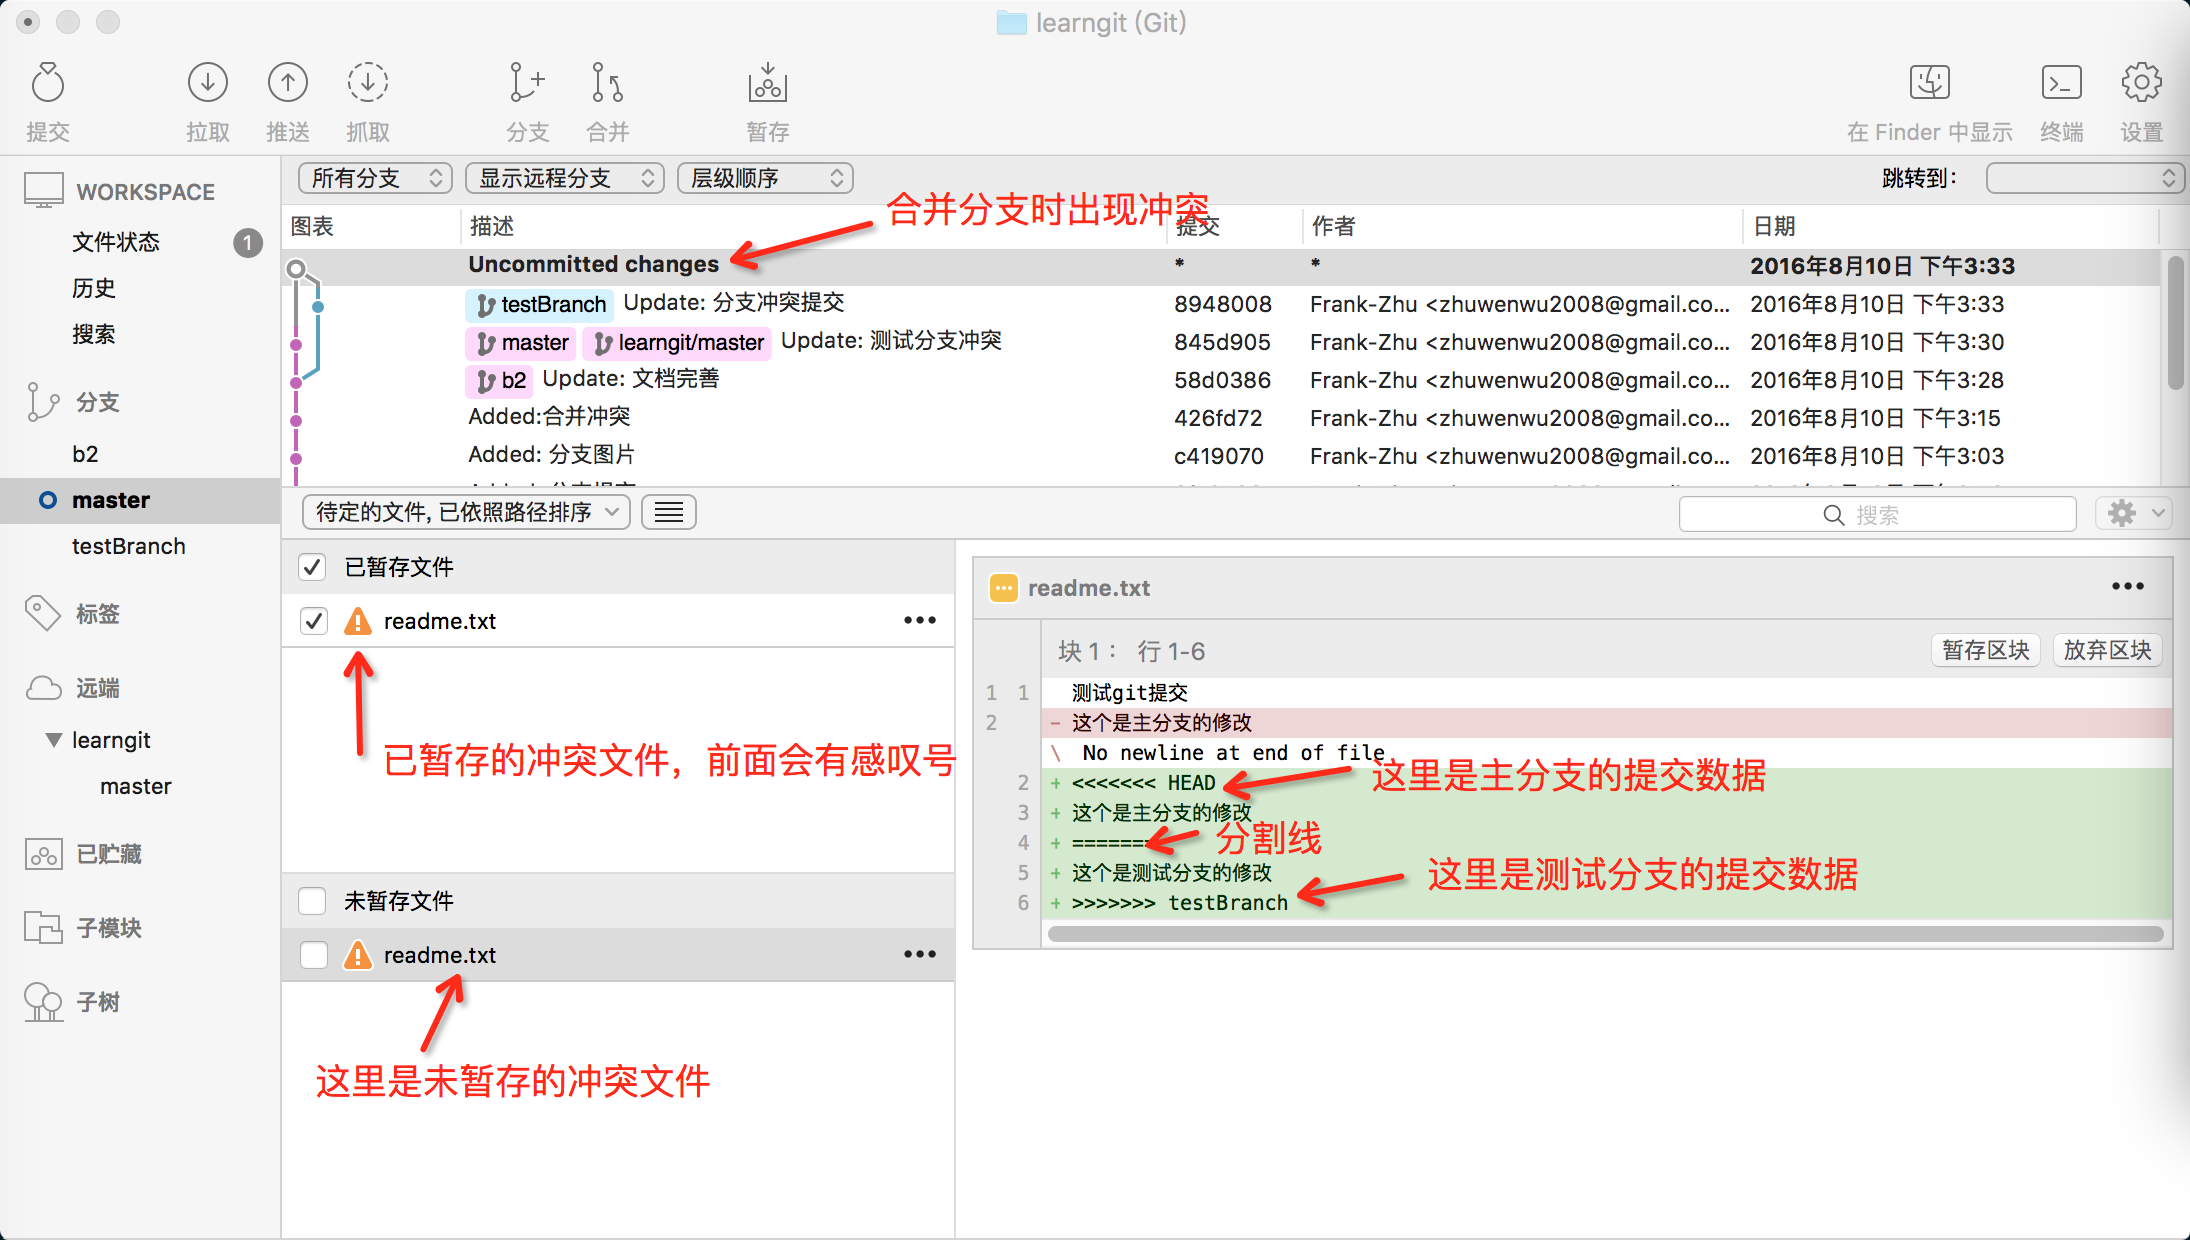 learngit (Git)
提交 拉取 推送 抓取 分支 合并 暂存 在 Finder 中显示 终端 设置
所有分支 显示远程分支 层级顺序 跳转到：
合并分支时出现冲突
图表 描述 提交 作者 日期
Uncommitted changes * * 2016年8月10日 下午3:33
testBranch Update: 分支冲突提交 8948008 Frank-Zhu <zhuwenwu2008@gmail.co... 2016年8月10日 下午3:33
master learngit/master Update: 测试分支冲突 845d905 Frank-Zhu <zhuwenwu2008@gmail.co... 2016年8月10日 下午3:30
b2 Update: 文档完善 58d0386 Frank-Zhu <zhuwenwu2008@gmail.co... 2016年8月10日 下午3:28
Added:合并冲突 426fd72 Frank-Zhu <zhuwenwu2008@gmail.co... 2016年8月10日 下午3:15
Added: 分支图片 c419070 Frank-Zhu <zhuwenwu2008@gmail.co... 2016年8月10日 下午3:03
WORKSPACE
文件状态 1
历史
搜索
分支
b2
master
testBranch
标签
远端
learngit
master
已贮藏
子模块
子树
待定的文件, 已依照路径排序
搜索
已暂存文件
readme.txt
已暂存的冲突文件，前面会有感叹号
未暂存文件
readme.txt
这里是未暂存的冲突文件
readme.txt
块 1： 行 1-6
暂存区块 放弃区块
1 1 测试git提交
2 - 这个是主分支的修改
\ No newline at end of file
2 + <<<<<<< HEAD
这里是主分支的提交数据
3 + 这个是主分支的修改
4 + =======
分割线
5 + 这个是测试分支的修改
这里是测试分支的提交数据
6 + >>>>>>> testBranch